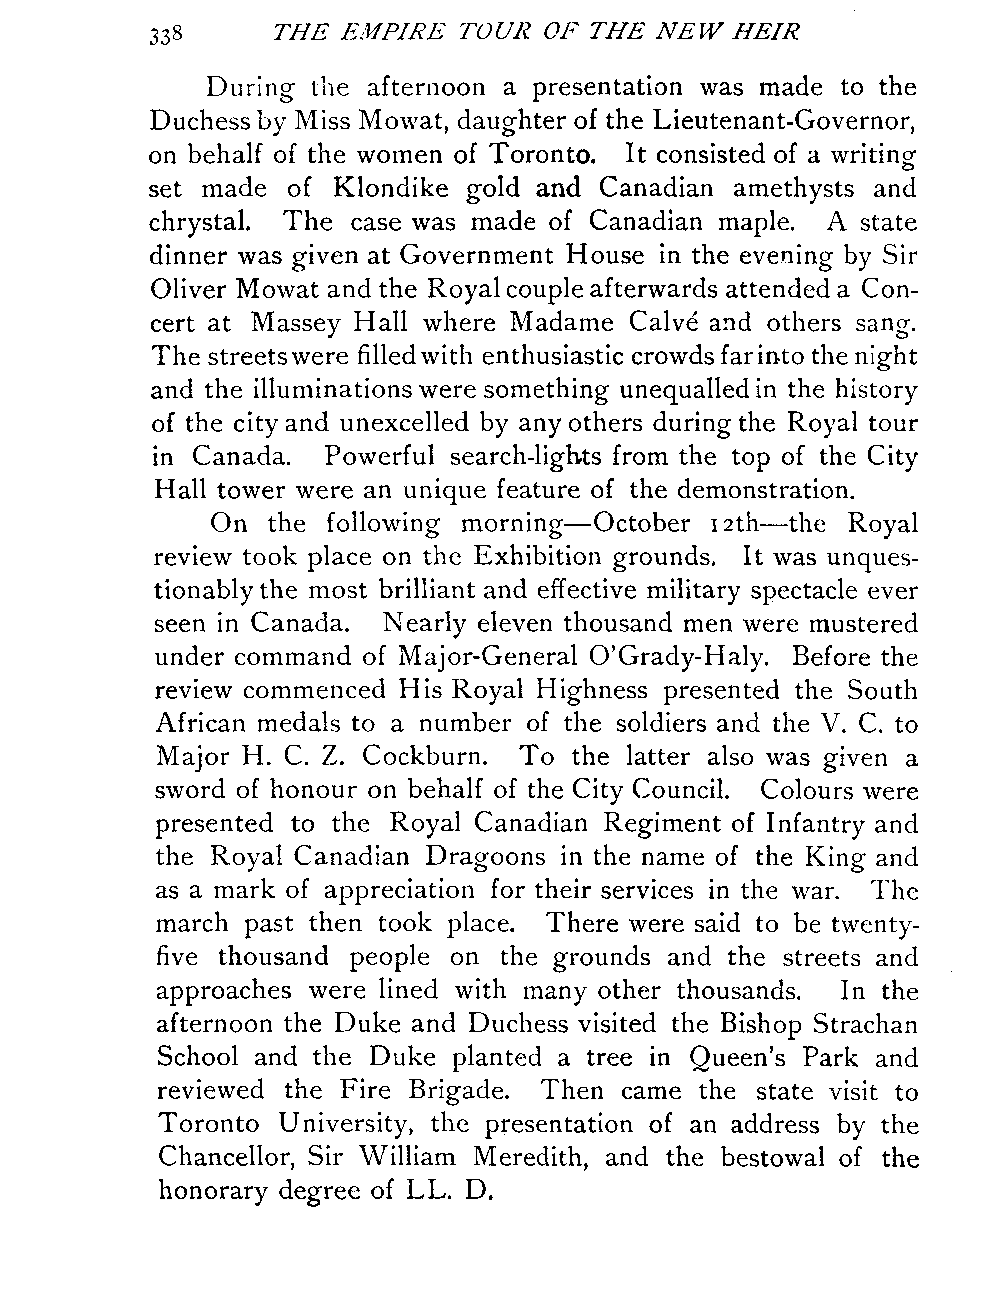 338 THE EMPIRE TOUR OF THE NEW HEIR
During the afternoon a presentation was made to the
Duchess by Miss Mowat, daughter of the Lieutenant-Governor,
on behalf of the women of Toronto. It consisted of a writing
set made of Klondike gold and Canadian amethysts and
chrystal. The case was made of Canadian maple. A state
dinner was given at Government House in the evening by Sir
Oliver Mowat and the Royal couple afterwards attended a Con-
cert at Massey Hall where Madame Calvé and others sang.
The streets were filled with enthusiastic crowds far into the night
and the illuminations were something unequalled in the history
of the city and unexcelled by any others during the Royal tour
in Canada. Powerful search-lights from the top of the City
Hall tower were an unique feature of the demonstration.
On the following morning—October 12th—the Royal
review took place on the Exhibition grounds. It was unques-
tionably the most brilliant and effective military spectacle ever
seen in Canada. Nearly eleven thousand men were mustered
under command of Major-General O'Grady-Haly. Before the
review commenced His Royal Highness presented the South
African medals to a number of the soldiers and the V. C. to
Major H. C. Z. Cockburn. To the latter also was given a
sword of honour on behalf of the City Council. Colours were
presented to the Royal Canadian Regiment of Infantry and
the Royal Canadian Dragoons in the name of the King and
as a mark of appreciation for their services in the war. The
march past then took place. There were said to be twenty-
five thousand people on the grounds and the streets and
approaches were lined with many other thousands. In the
afternoon the Duke and Duchess visited the Bishop Strachan
School and the Duke planted a tree in Queen's Park and
reviewed the Fire Brigade. Then came the state visit to
Toronto University, the presentation of an address by the
Chancellor, Sir William Meredith, and the bestowal of the
honorary degree of LL. D.